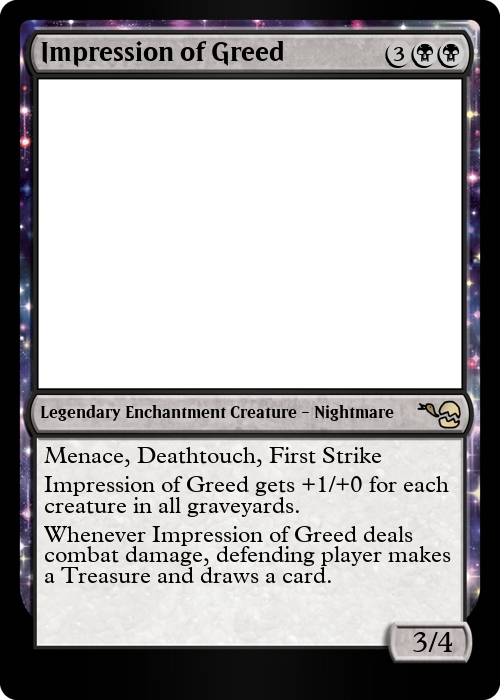 Impression of Greed 3
Legendary Enchantment Creature – Nightmare
Menace, Deathtouch, First Strike
Impression of Greed gets +1/+0 for each
creature in all graveyards.
Whenever Impression of Greed deals
combat damage, defending player makes
a Treasure and draws a card.
3/4